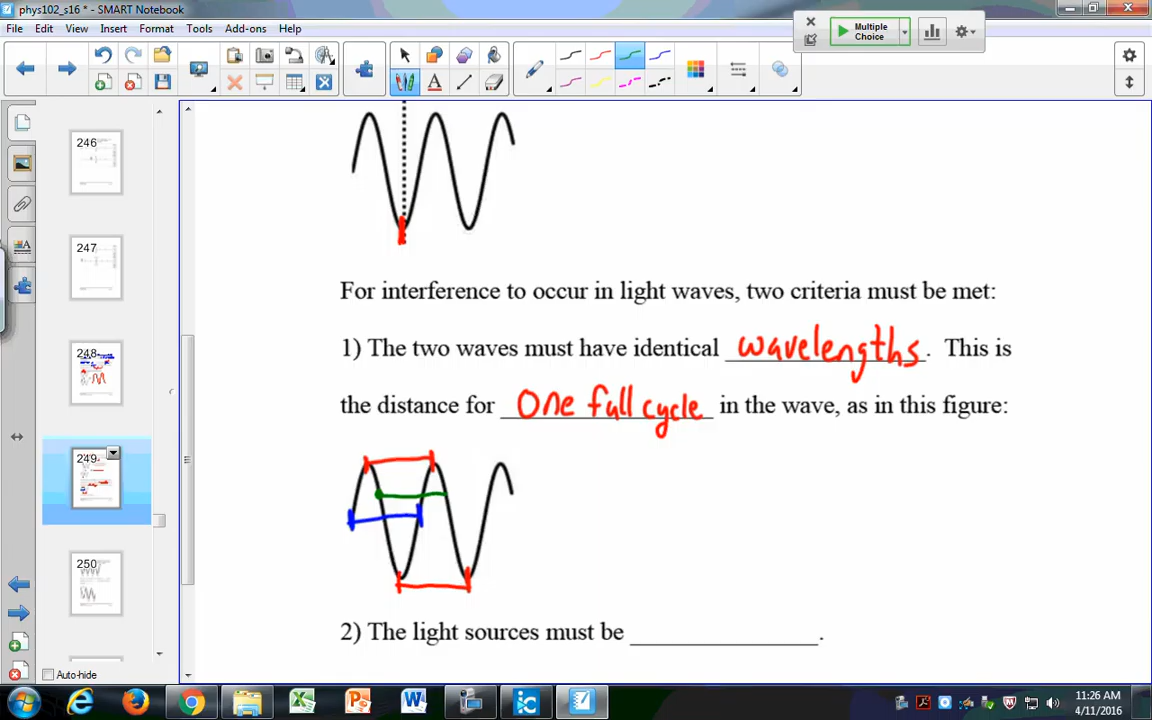 phys102_s16 * - SMART Notebook
File Edit View Insert Format Tools Add-ons Help
Multiple
Choice
246
247
248
249
250
For interference to occur in light waves, two criteria must be met:
1) The two waves must have identical wavelengths. This is
the distance for one full cycle in the wave, as in this figure:
2) The light sources must be ____________________.
Auto-hide
11:26 AM
4/11/2016